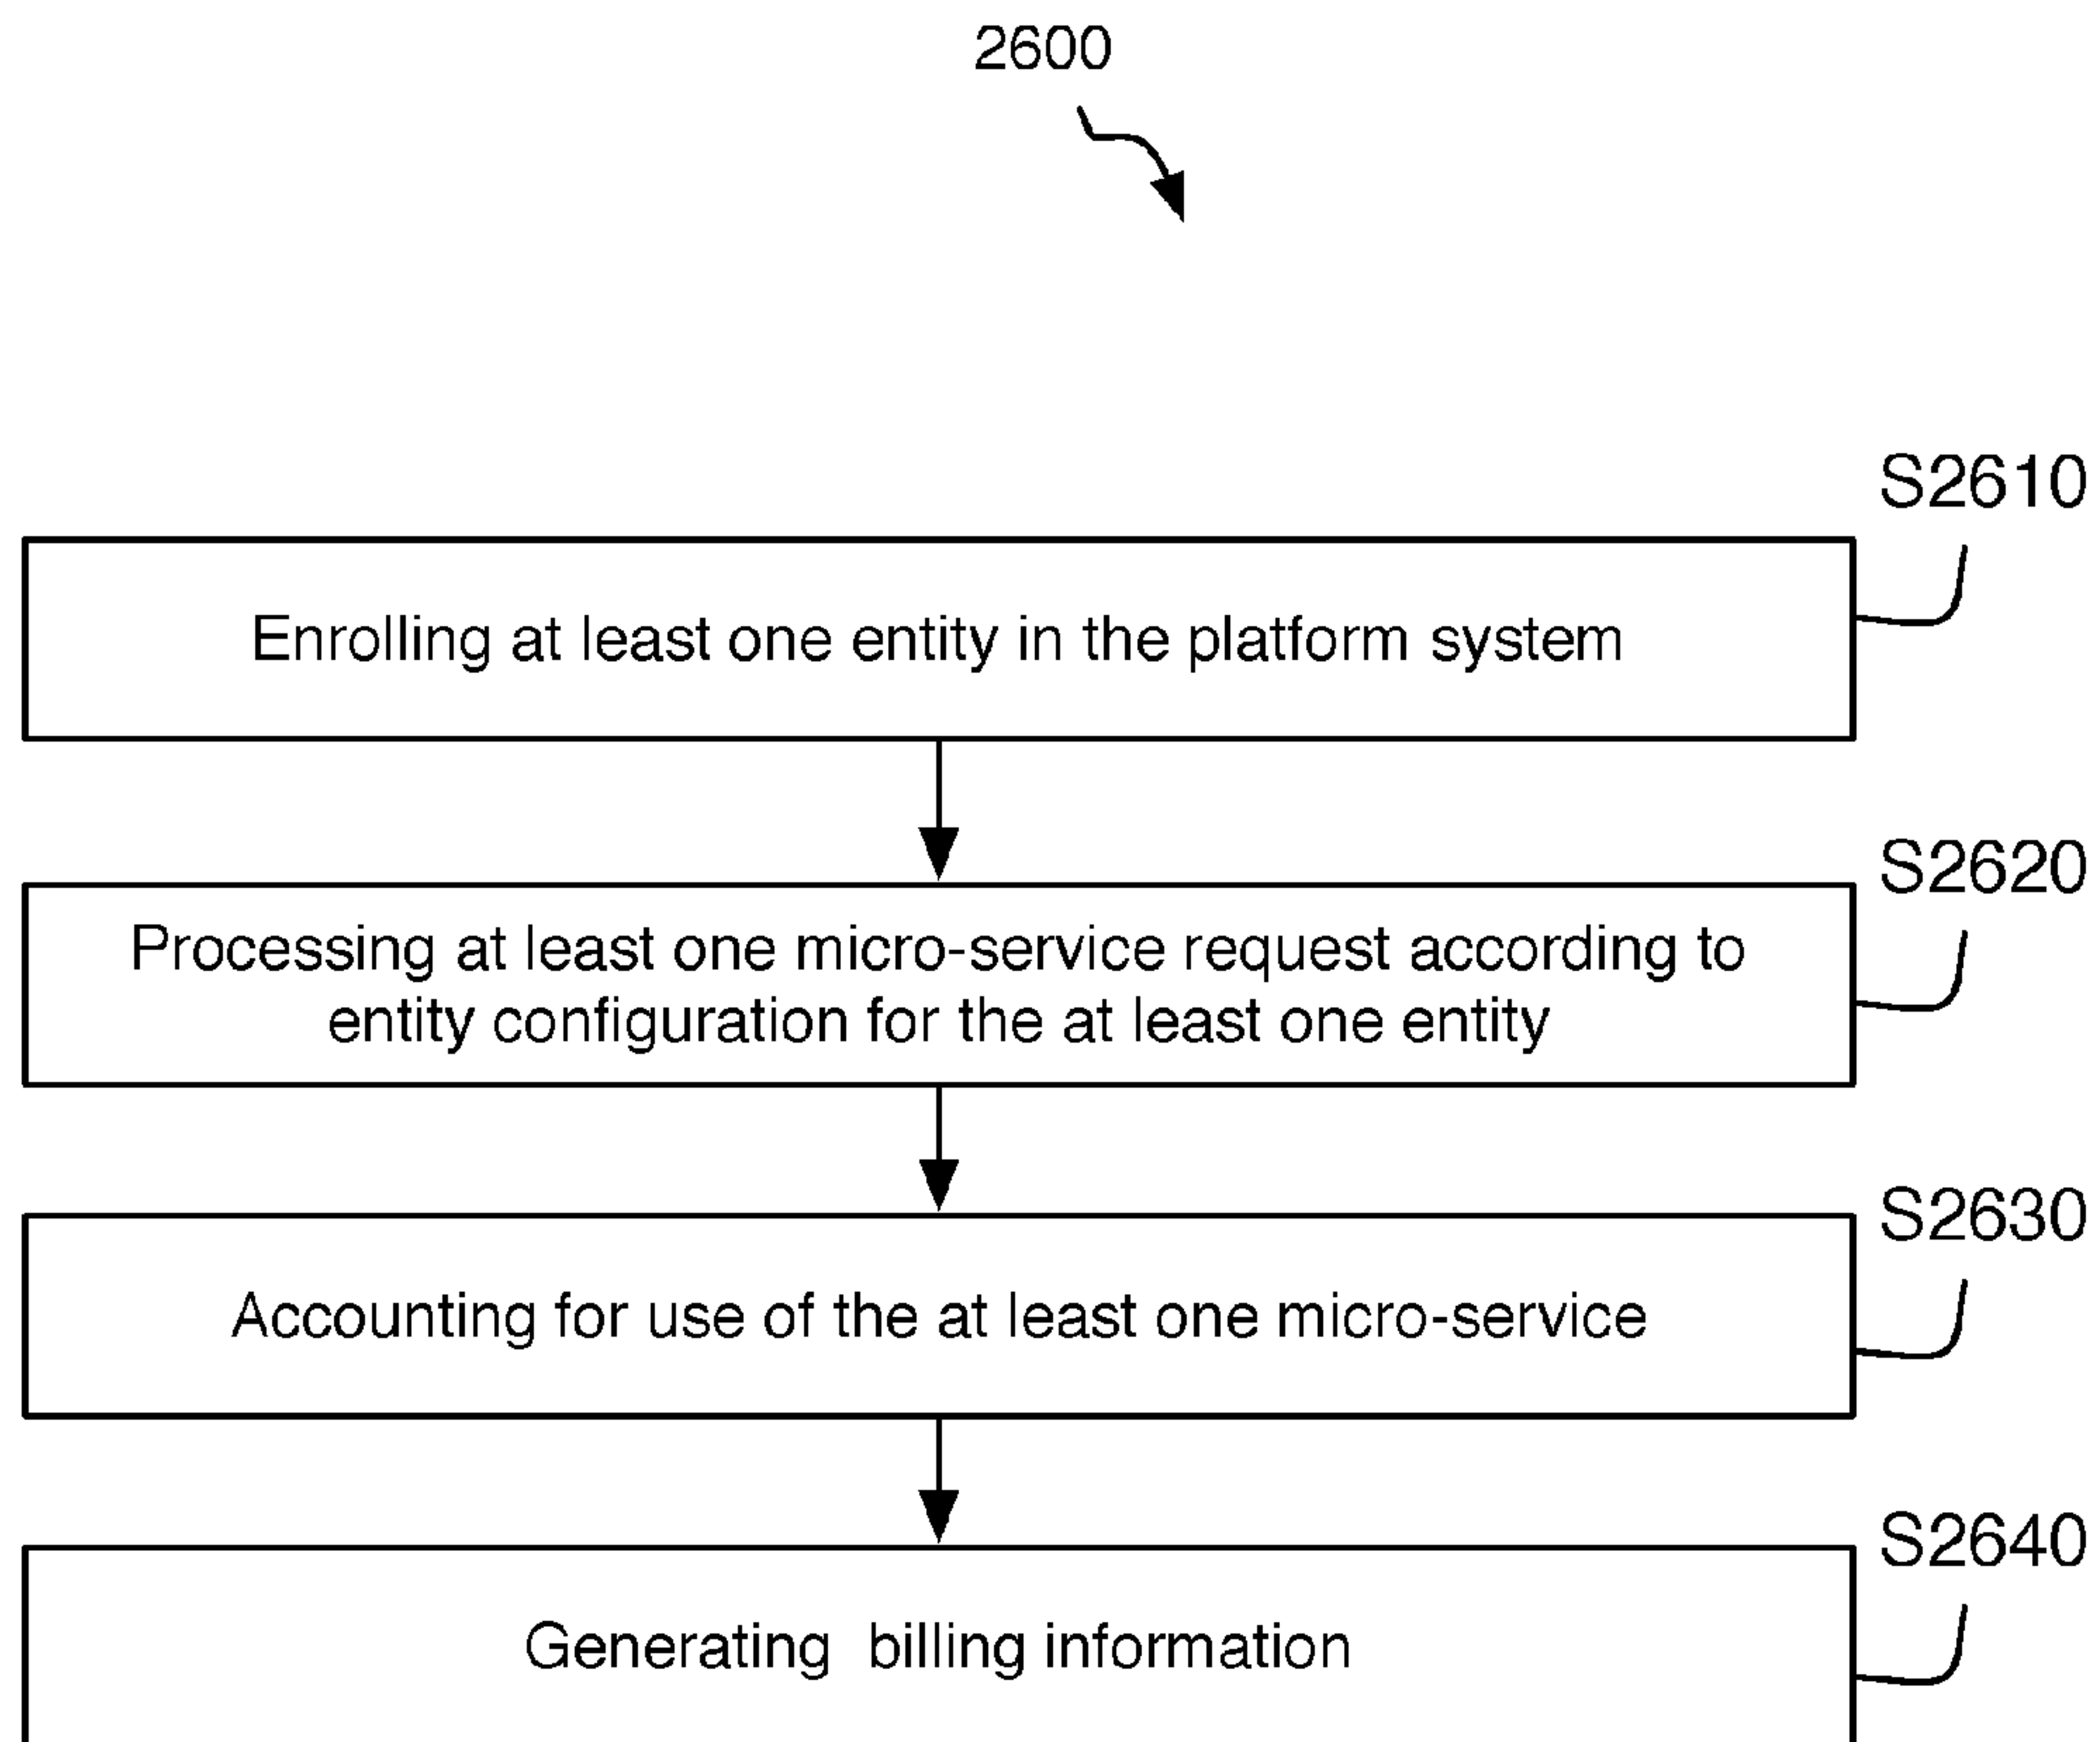 2600
S2610
Enrolling at least one entity in the platform system
S2620
Processing at least one micro-service request according to
entity configuration for the at least one entity
S2630
Accounting for use of the at least one micro-service
S2640
Generating billing information